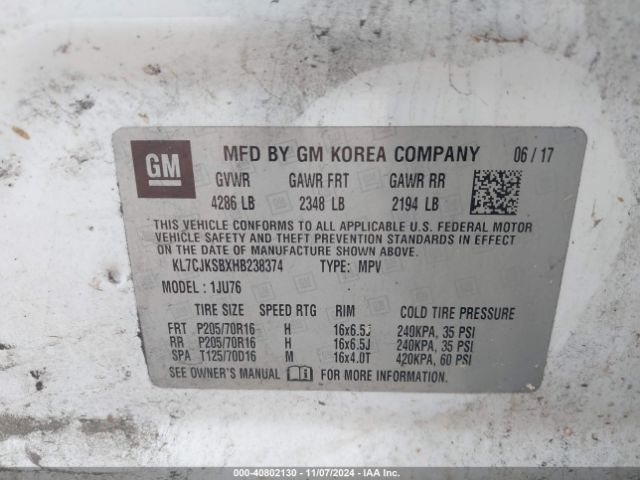 GM MFD BY GM KOREA COMPANY 06/17
GVWR GAWR FRT GAWR RR
4286 LB 2348 LB 2194 LB
THIS VEHICLE CONFORMS TO ALL APPLICABLE U.S. FEDERAL MOTOR
VEHICLE SAFETY AND THEFT PREVENTION STANDARDS IN EFFECT
ON THE DATE OF MANUFACTURE SHOWN ABOVE.
KL7CJKSBXHB238374 TYPE: MPV
MODEL : 1JU76
TIRE SIZE SPEED RTG RIM COLD TIRE PRESSURE
FRT P205/70R16 H 16x6.5J 240KPA, 35 PSI
RR P205/70R16 H 16x6.5J 240KPA, 35 PSI
SPA T125/70D16 M 16x4.0T 420KPA, 60 PSI
SEE OWNER'S MANUAL FOR MORE INFORMATION.
000-40802130 - 11/07/2024 - IAA Inc.